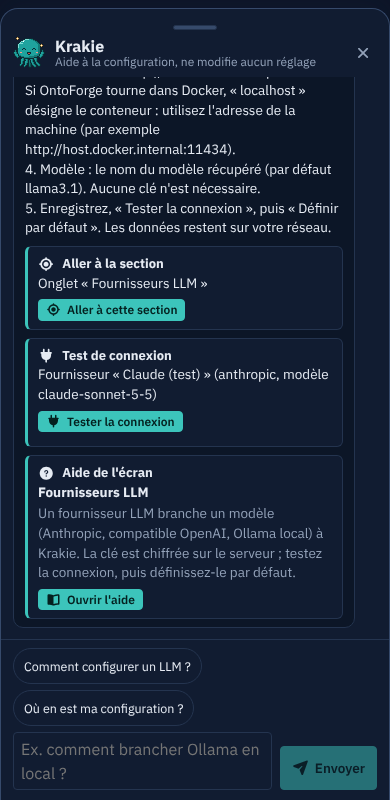 Krakie
Aide à la configuration, ne modifie aucun réglage
Si OntoForge tourne dans Docker, « localhost »
désigne le conteneur : utilisez l'adresse de la
machine (par exemple
http://host.docker.internal:11434).
4. Modèle : le nom du modèle récupéré (par défaut
llama3.1). Aucune clé n'est nécessaire.
5. Enregistrez, « Tester la connexion », puis « Définir
par défaut ». Les données restent sur votre réseau.
Aller à la section
Onglet « Fournisseurs LLM »
Aller à cette section
Test de connexion
Fournisseur « Claude (test) » (anthropic, modèle
claude-sonnet-5-5)
Tester la connexion
Aide de l'écran
Fournisseurs LLM
Un fournisseur LLM branche un modèle
(Anthropic, compatible OpenAI, Ollama local) à
Krakie. La clé est chiffrée sur le serveur ; testez
la connexion, puis définissez-le par défaut.
Ouvrir l'aide
Comment configurer un LLM ?
Où en est ma configuration ?
Ex. comment brancher Ollama en
local ?
Envoyer